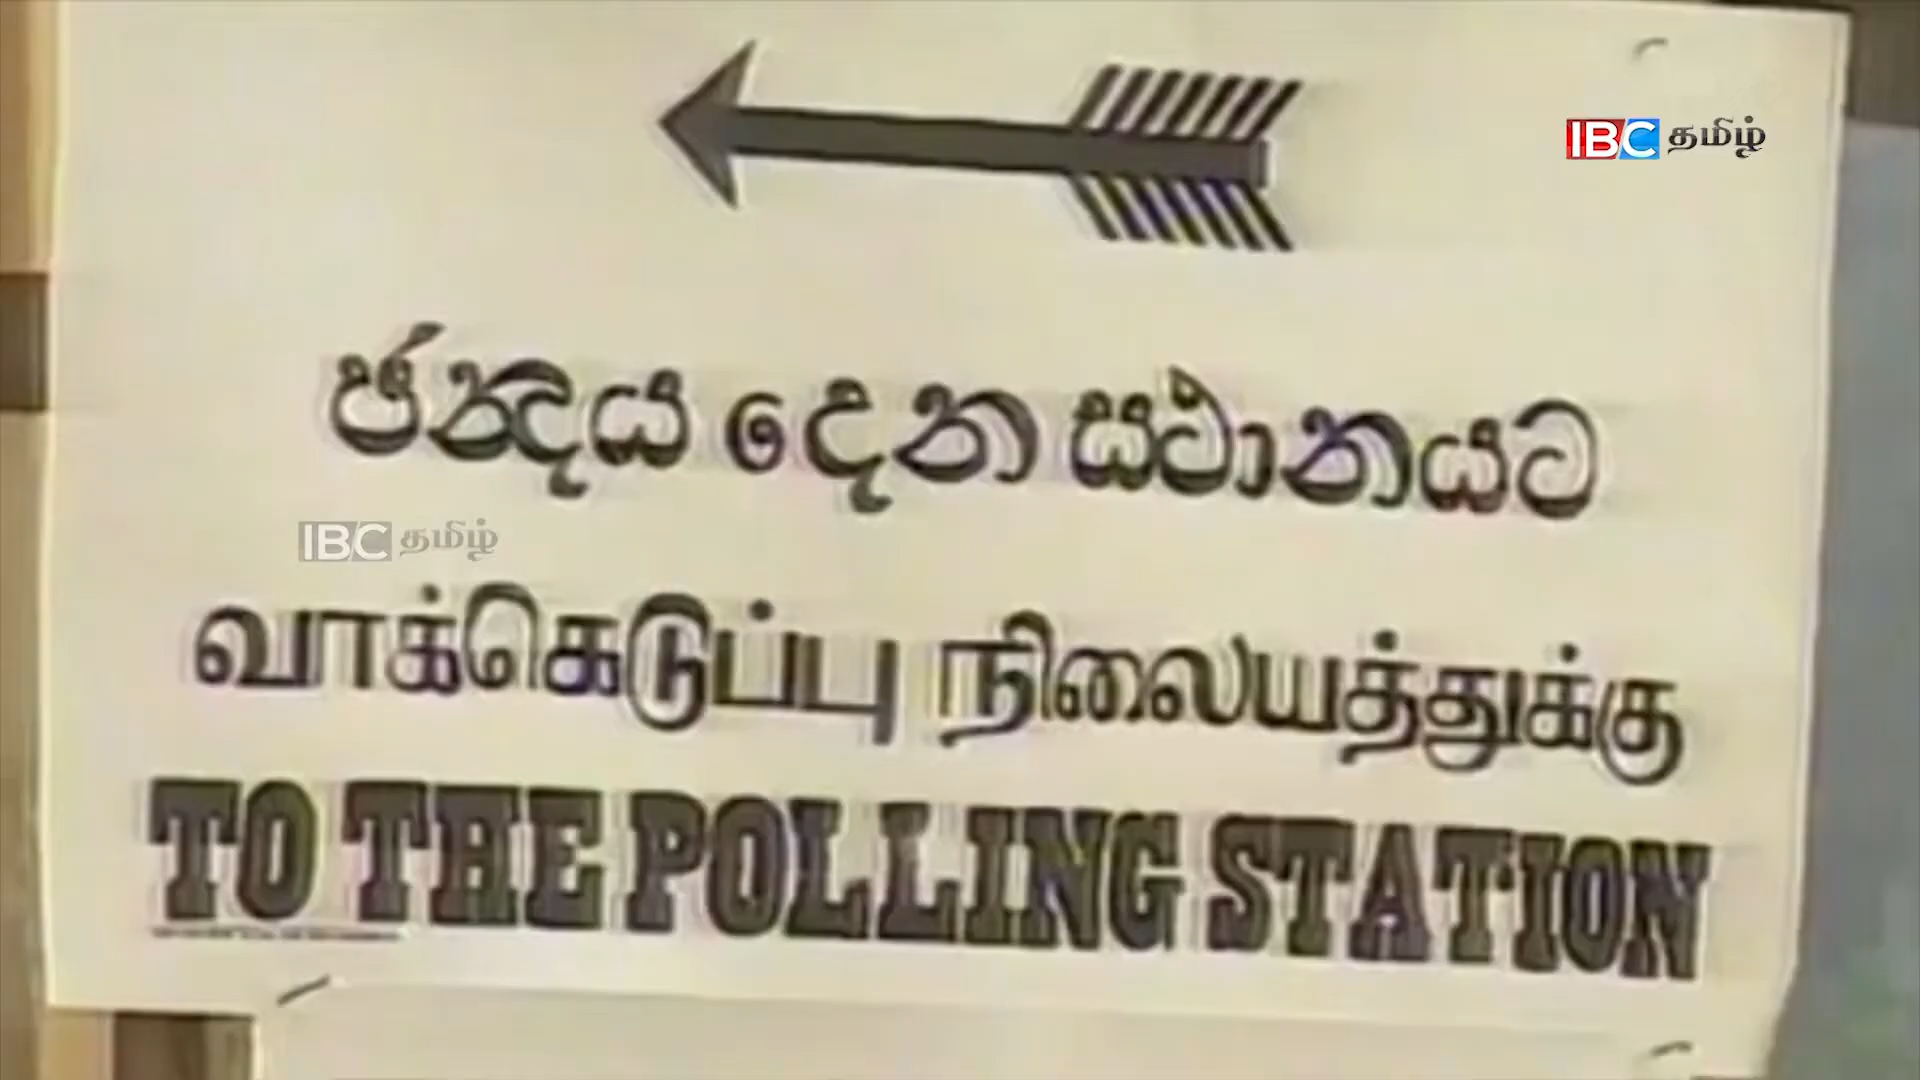 IBC தமிழ்
ඡන්දය දෙන ස්ථානයට
IBC தமிழ்
வாக்கெடுப்பு நிலையத்துக்கு
TO THE POLLING STATION